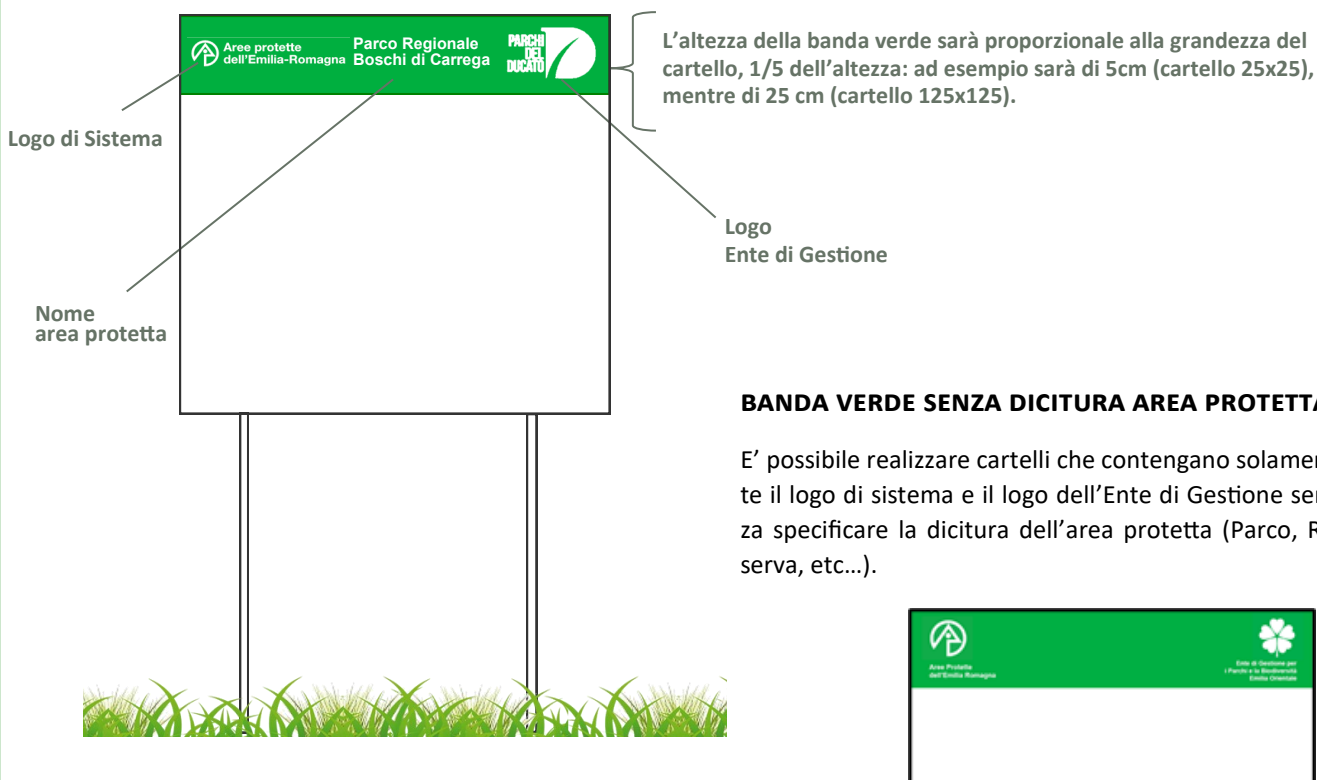 Aree protette
dell'Emilia-Romagna
Parco Regionale
Boschi di Carrega
PARCHI
DEL
DUCATO
L’altezza della banda verde sarà proporzionale alla grandezza del
cartello, 1/5 dell’altezza: ad esempio sarà di 5cm (cartello 25x25),
mentre di 25 cm (cartello 125x125).
Logo di Sistema
Logo
Ente di Gestione
Nome
area protetta
BANDA VERDE SENZA DICITURA AREA PROTETTA
E’ possibile realizzare cartelli che contengano solamen
te il logo di sistema e il logo dell’Ente di Gestione sen
za specificare la dicitura dell’area protetta (Parco, R
serva, etc…).
Aree Protette
dell'Emilia Romagna
Ente di Gestione per
i Parchi e la Biodiversità
Emilia Orientale